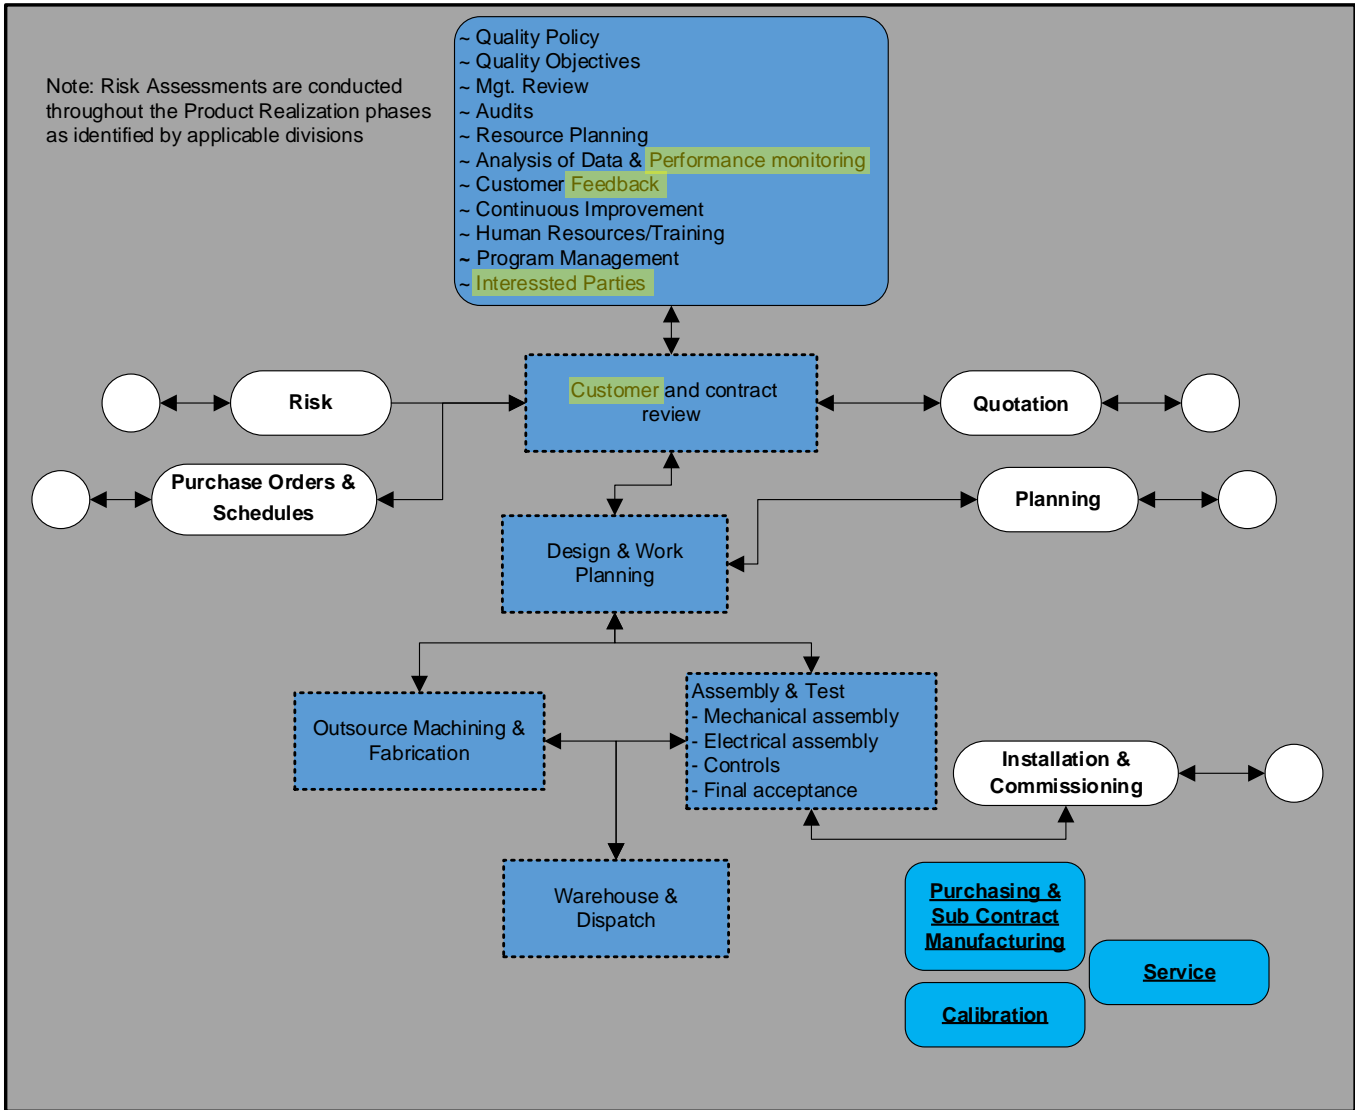 ~ Quality Policy
~ Quality Objectives
~ Mgt. Review
~ Audits
~ Resource Planning
~ Analysis of Data & Performance monitoring
~ Customer Feedback
~ Continuous Improvement
~ Human Resources/Training
~ Program Management
~ Interessted Parties
Note: Risk Assessments are conducted
throughout the Product Realization phases
as identified by applicable divisions
Risk
Customer and contract
review
Quotation
Purchase Orders &
Schedules
Planning
Design & Work
Planning
Outsource Machining &
Fabrication
Assembly & Test
- Mechanical assembly
- Electrical assembly
- Controls
- Final acceptance
Installation &
Commissioning
Warehouse &
Dispatch
Purchasing &
Sub Contract
Manufacturing
Service
Calibration